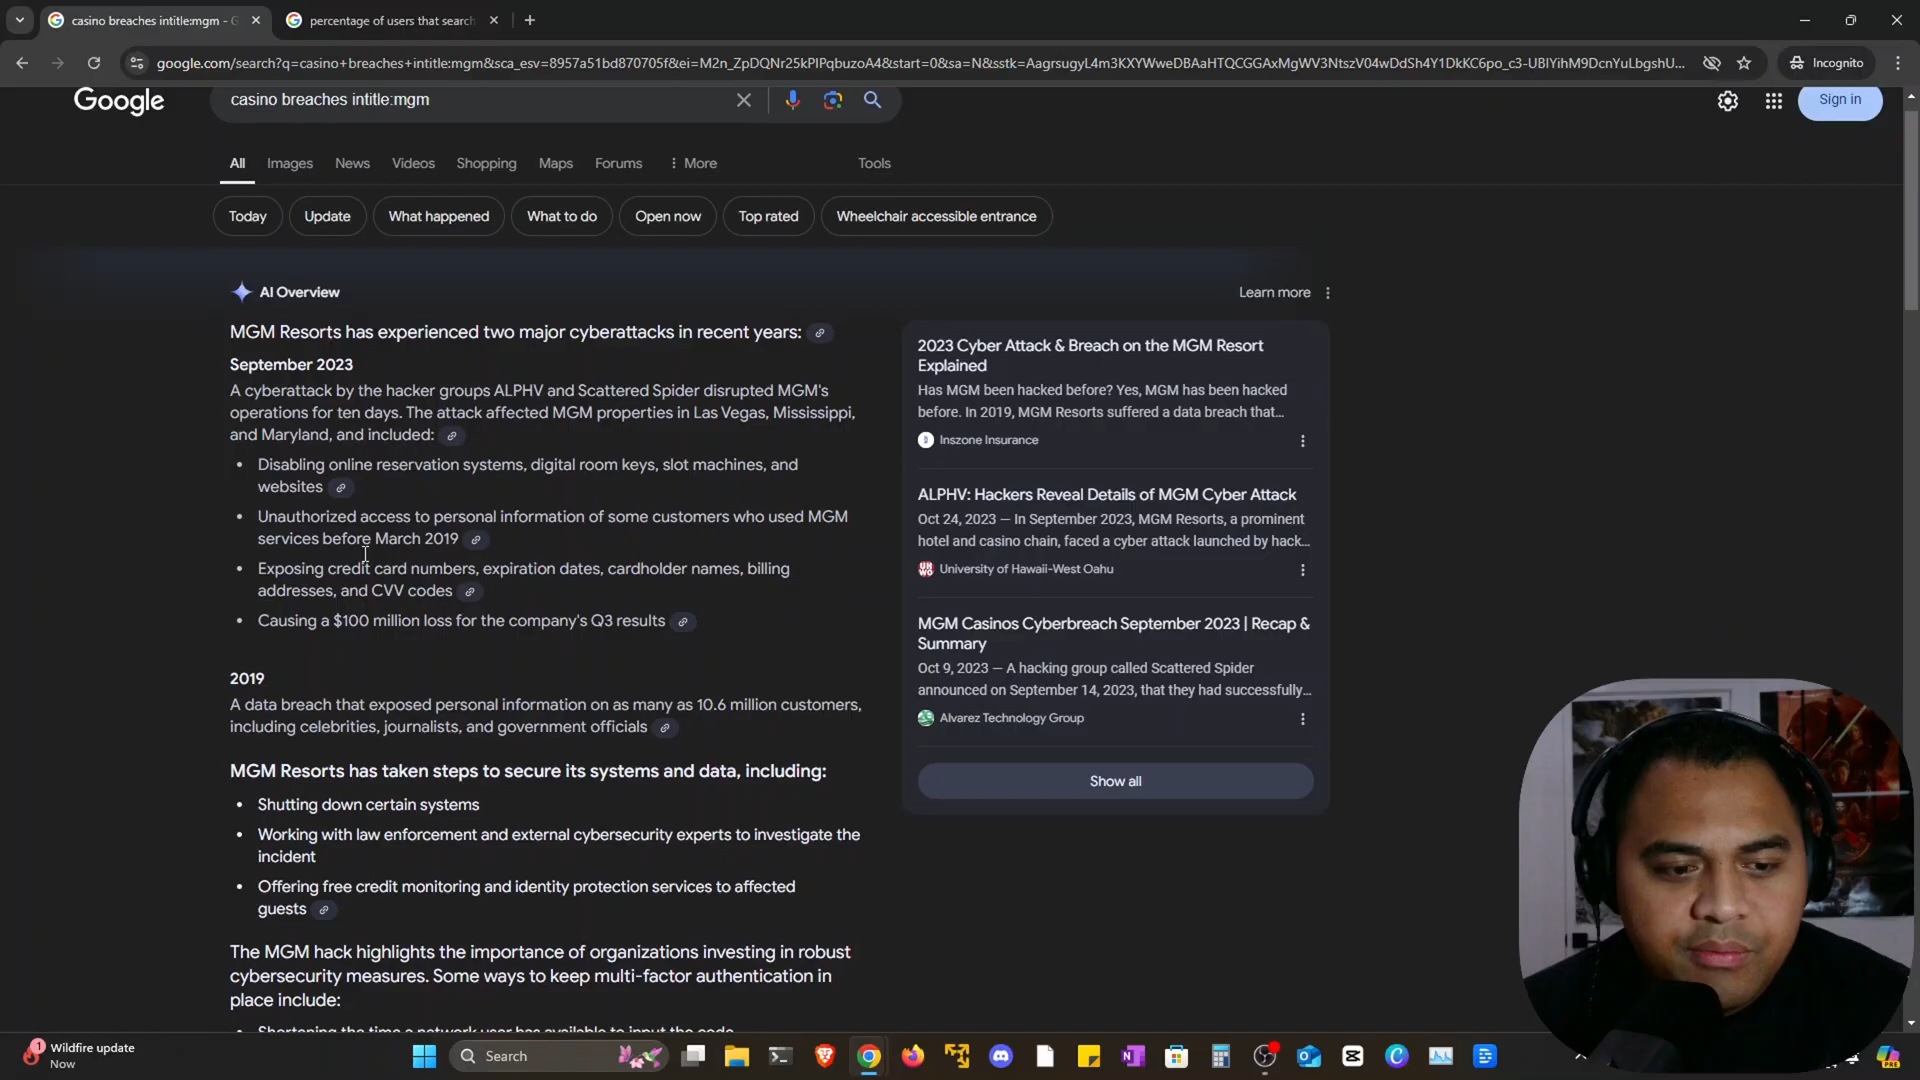 casino breaches intitle:mgm - G
percentage of users that search
google.com/search?q=casino+breaches+intitle:mgm&sca_esv=8957a51bd870705f&ei=M2n_ZpDQNr25kPIPqbuzoA4&start=0&sa=N&sstk=AagrsugyL4m3KXYWweDBAaHTQCGGAxMgWV3NtszV04wDdSh4Y1DkKC6po_c3-UBIYihM9DcnYuLbgshU...
Incognito
Google
casino breaches intitle:mgm
Sign in
All
Images
News
Videos
Shopping
Maps
Forums
More
Tools
Today
Update
What happened
What to do
Open now
Top rated
Wheelchair accessible entrance
AI Overview
Learn more
MGM Resorts has experienced two major cyberattacks in recent years:
September 2023
A cyberattack by the hacker groups ALPHV and Scattered Spider disrupted MGM's
operations for ten days. The attack affected MGM properties in Las Vegas, Mississippi,
and Maryland, and included:
• Disabling online reservation systems, digital room keys, slot machines, and
websites
• Unauthorized access to personal information of some customers who used MGM
services before March 2019
• Exposing credit card numbers, expiration dates, cardholder names, billing
addresses, and CVV codes
• Causing a $100 million loss for the company's Q3 results
2019
A data breach that exposed personal information on as many as 10.6 million customers,
including celebrities, journalists, and government officials
MGM Resorts has taken steps to secure its systems and data, including:
• Shutting down certain systems
• Working with law enforcement and external cybersecurity experts to investigate the
incident
• Offering free credit monitoring and identity protection services to affected
guests
The MGM hack highlights the importance of organizations investing in robust
cybersecurity measures. Some ways to keep multi-factor authentication in
place include:
• Shortening the time a network user has available to input the code
2023 Cyber Attack & Breach on the MGM Resort
Explained
Has MGM been hacked before? Yes, MGM has been hacked
before. In 2019, MGM Resorts suffered a data breach that...
Inszone Insurance
ALPHV: Hackers Reveal Details of MGM Cyber Attack
Oct 24, 2023 — In September 2023, MGM Resorts, a prominent
hotel and casino chain, faced a cyber attack launched by hack...
University of Hawaii-West Oahu
MGM Casinos Cyberbreach September 2023 | Recap &
Summary
Oct 9, 2023 — A hacking group called Scattered Spider
announced on September 14, 2023, that they had successfully...
Alvarez Technology Group
Show all
1
Wildfire update
Now
Search
PRE